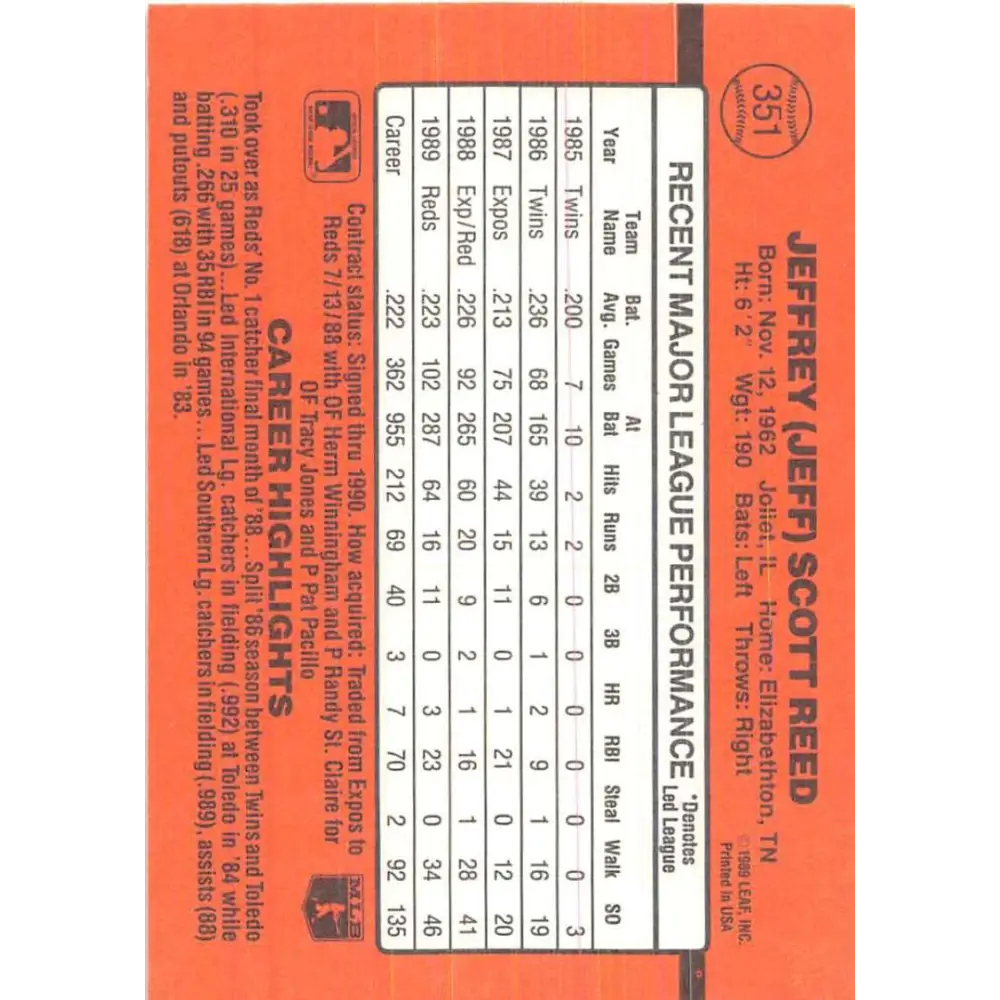 351
JEFFREY (JEFF) SCOTT REED
Born: Nov. 12, 1962 Joliet, IL Home: Elizabethton, TN
Ht: 6'2" Wgt: 190 Bats: Left Throws: Right
© 1989 LEAF, INC.
Printed in USA
RECENT MAJOR LEAGUE PERFORMANCE
*Denotes Led League
Year Team Name Bat. Avg. Games At Bat Hits Runs 2B 3B HR RBI Steal Walk SO
1985 Twins .200 7 10 2 2 0 0 0 0 0 0 3
1986 Twins .236 68 165 39 13 6 1 2 9 1 16 19
1987 Expos .213 75 207 44 15 11 0 1 21 0 12 20
1988 Exp/Red .226 92 265 60 20 9 2 1 16 1 28 41
1989 Reds .223 102 287 64 16 11 0 3 23 0 34 46
Career .222 362 955 212 69 40 3 7 70 2 92 135
Contract status: Signed thru 1990. How acquired: Traded from Expos to
Reds 7/13/88 with OF Herm Winningham and P Randy St. Claire for
OF Tracy Jones and P Pat Pacillo
MLB
CAREER HIGHLIGHTS
Took over as Reds' No. 1 catcher final month of '88...Split '86 season between Twins and Toledo
(.310 in 25 games)...Led International Lg. catchers in fielding (.992) at Toledo in '84 while
batting .266 with 35 RBI in 94 games...Led Southern Lg. catchers in fielding (.989), assists (88)
and putouts (618) at Orlando in '83.